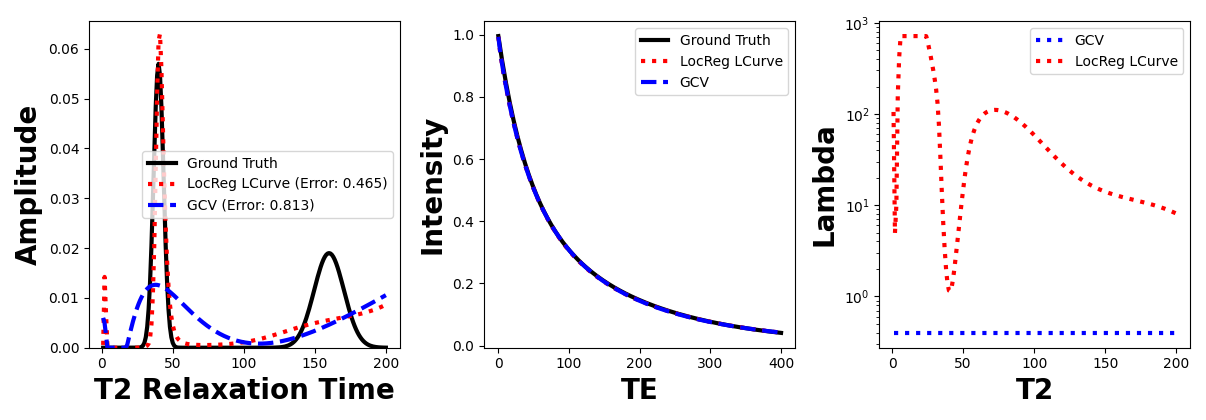 0.00
0.01
0.02
0.03
0.04
0.05
0.06
Amplitude
0
50
100
150
200
T2 Relaxation Time
Ground Truth
LocReg LCurve (Error: 0.465)
GCV (Error: 0.813)
0.0
0.2
0.4
0.6
0.8
1.0
Intensity
0
100
200
300
400
TE
Ground Truth
LocReg LCurve
GCV
10⁰
10¹
10²
10³
Lambda
0
50
100
150
200
T2
GCV
LocReg LCurve